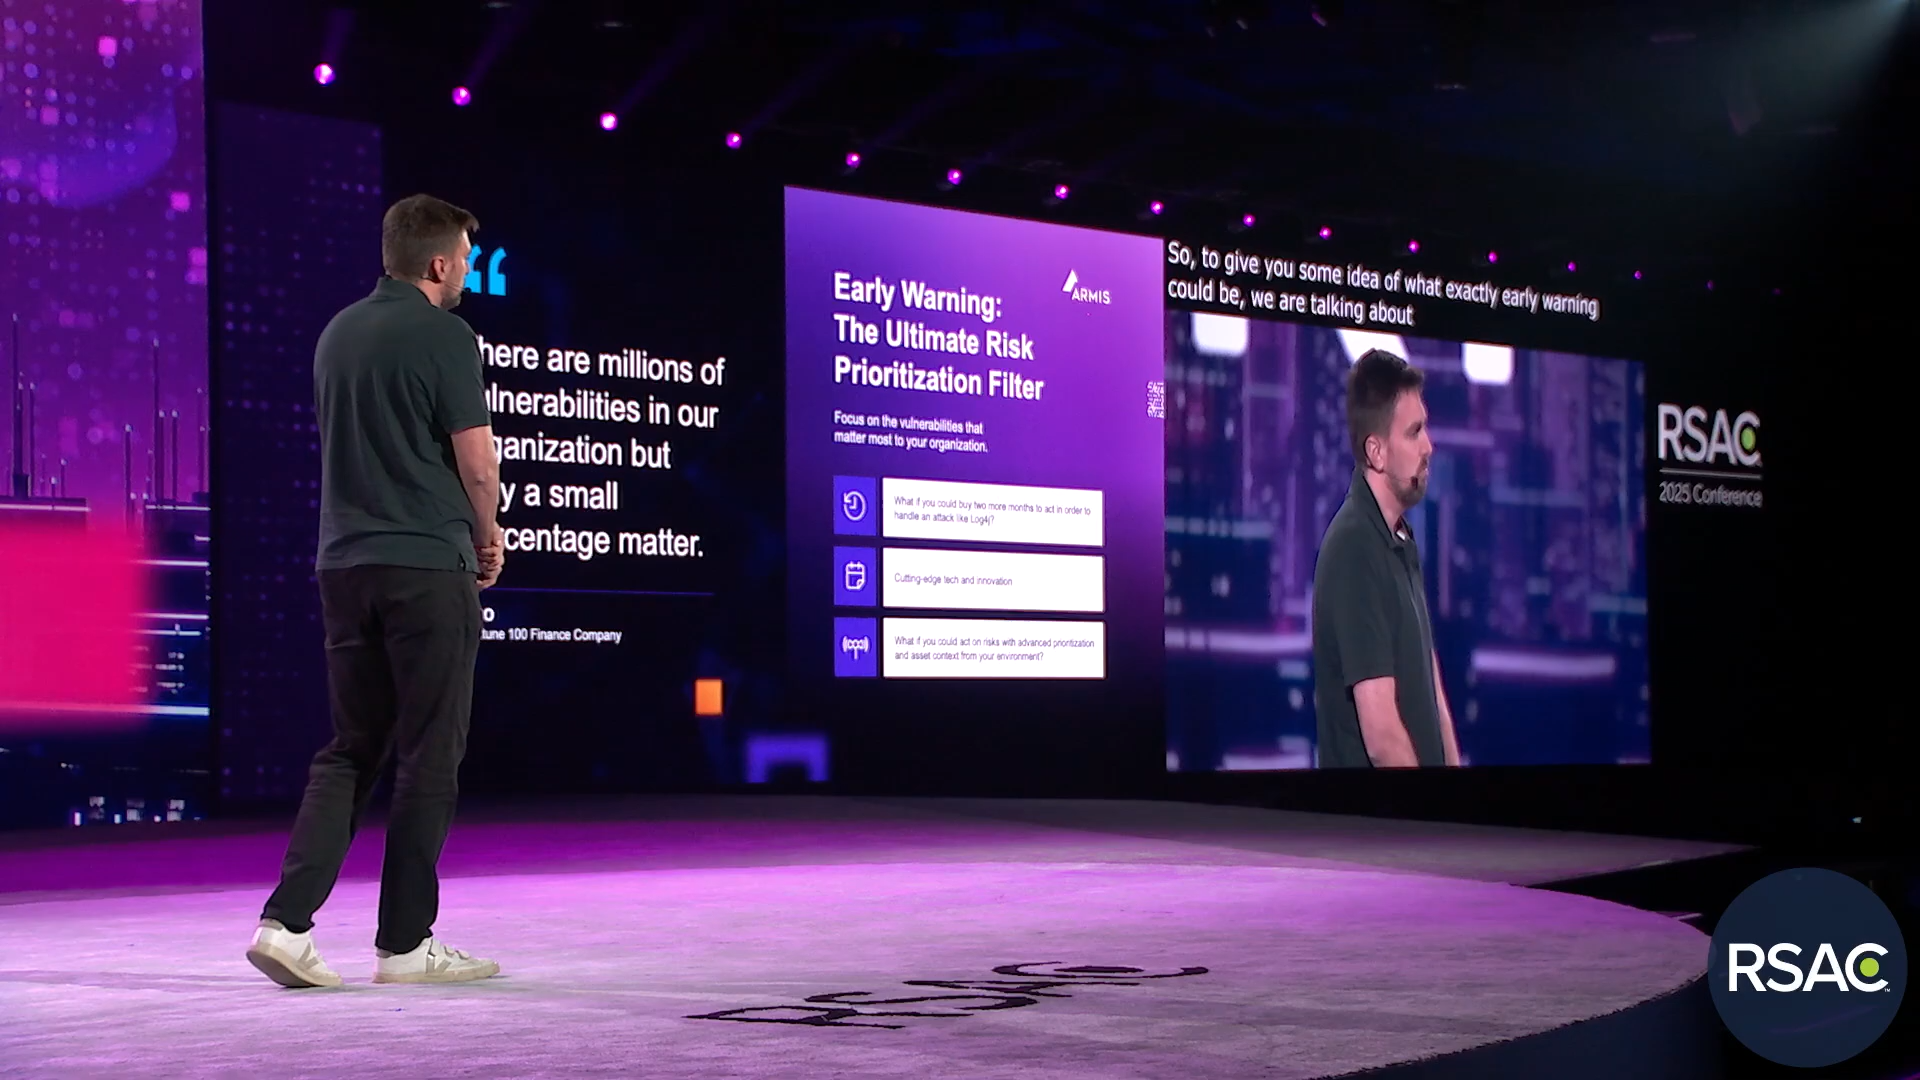 “
here are millions of
lnerabilities in our
ganization but
y a small
rcentage matter.
o
tune 100 Finance Company
ARMIS
Early Warning:
The Ultimate Risk
Prioritization Filter
Focus on the vulnerabilities that
matter most to your organization.
What if you could buy two more months to act in order to
handle an attack like Log4j?
Cutting-edge tech and innovation
What if you could act on risks with advanced prioritization
and asset context from your environment?
So, to give you some idea of what exactly early warning
could be, we are talking about
RSAC
2025 Conference
RSAC
RSAC